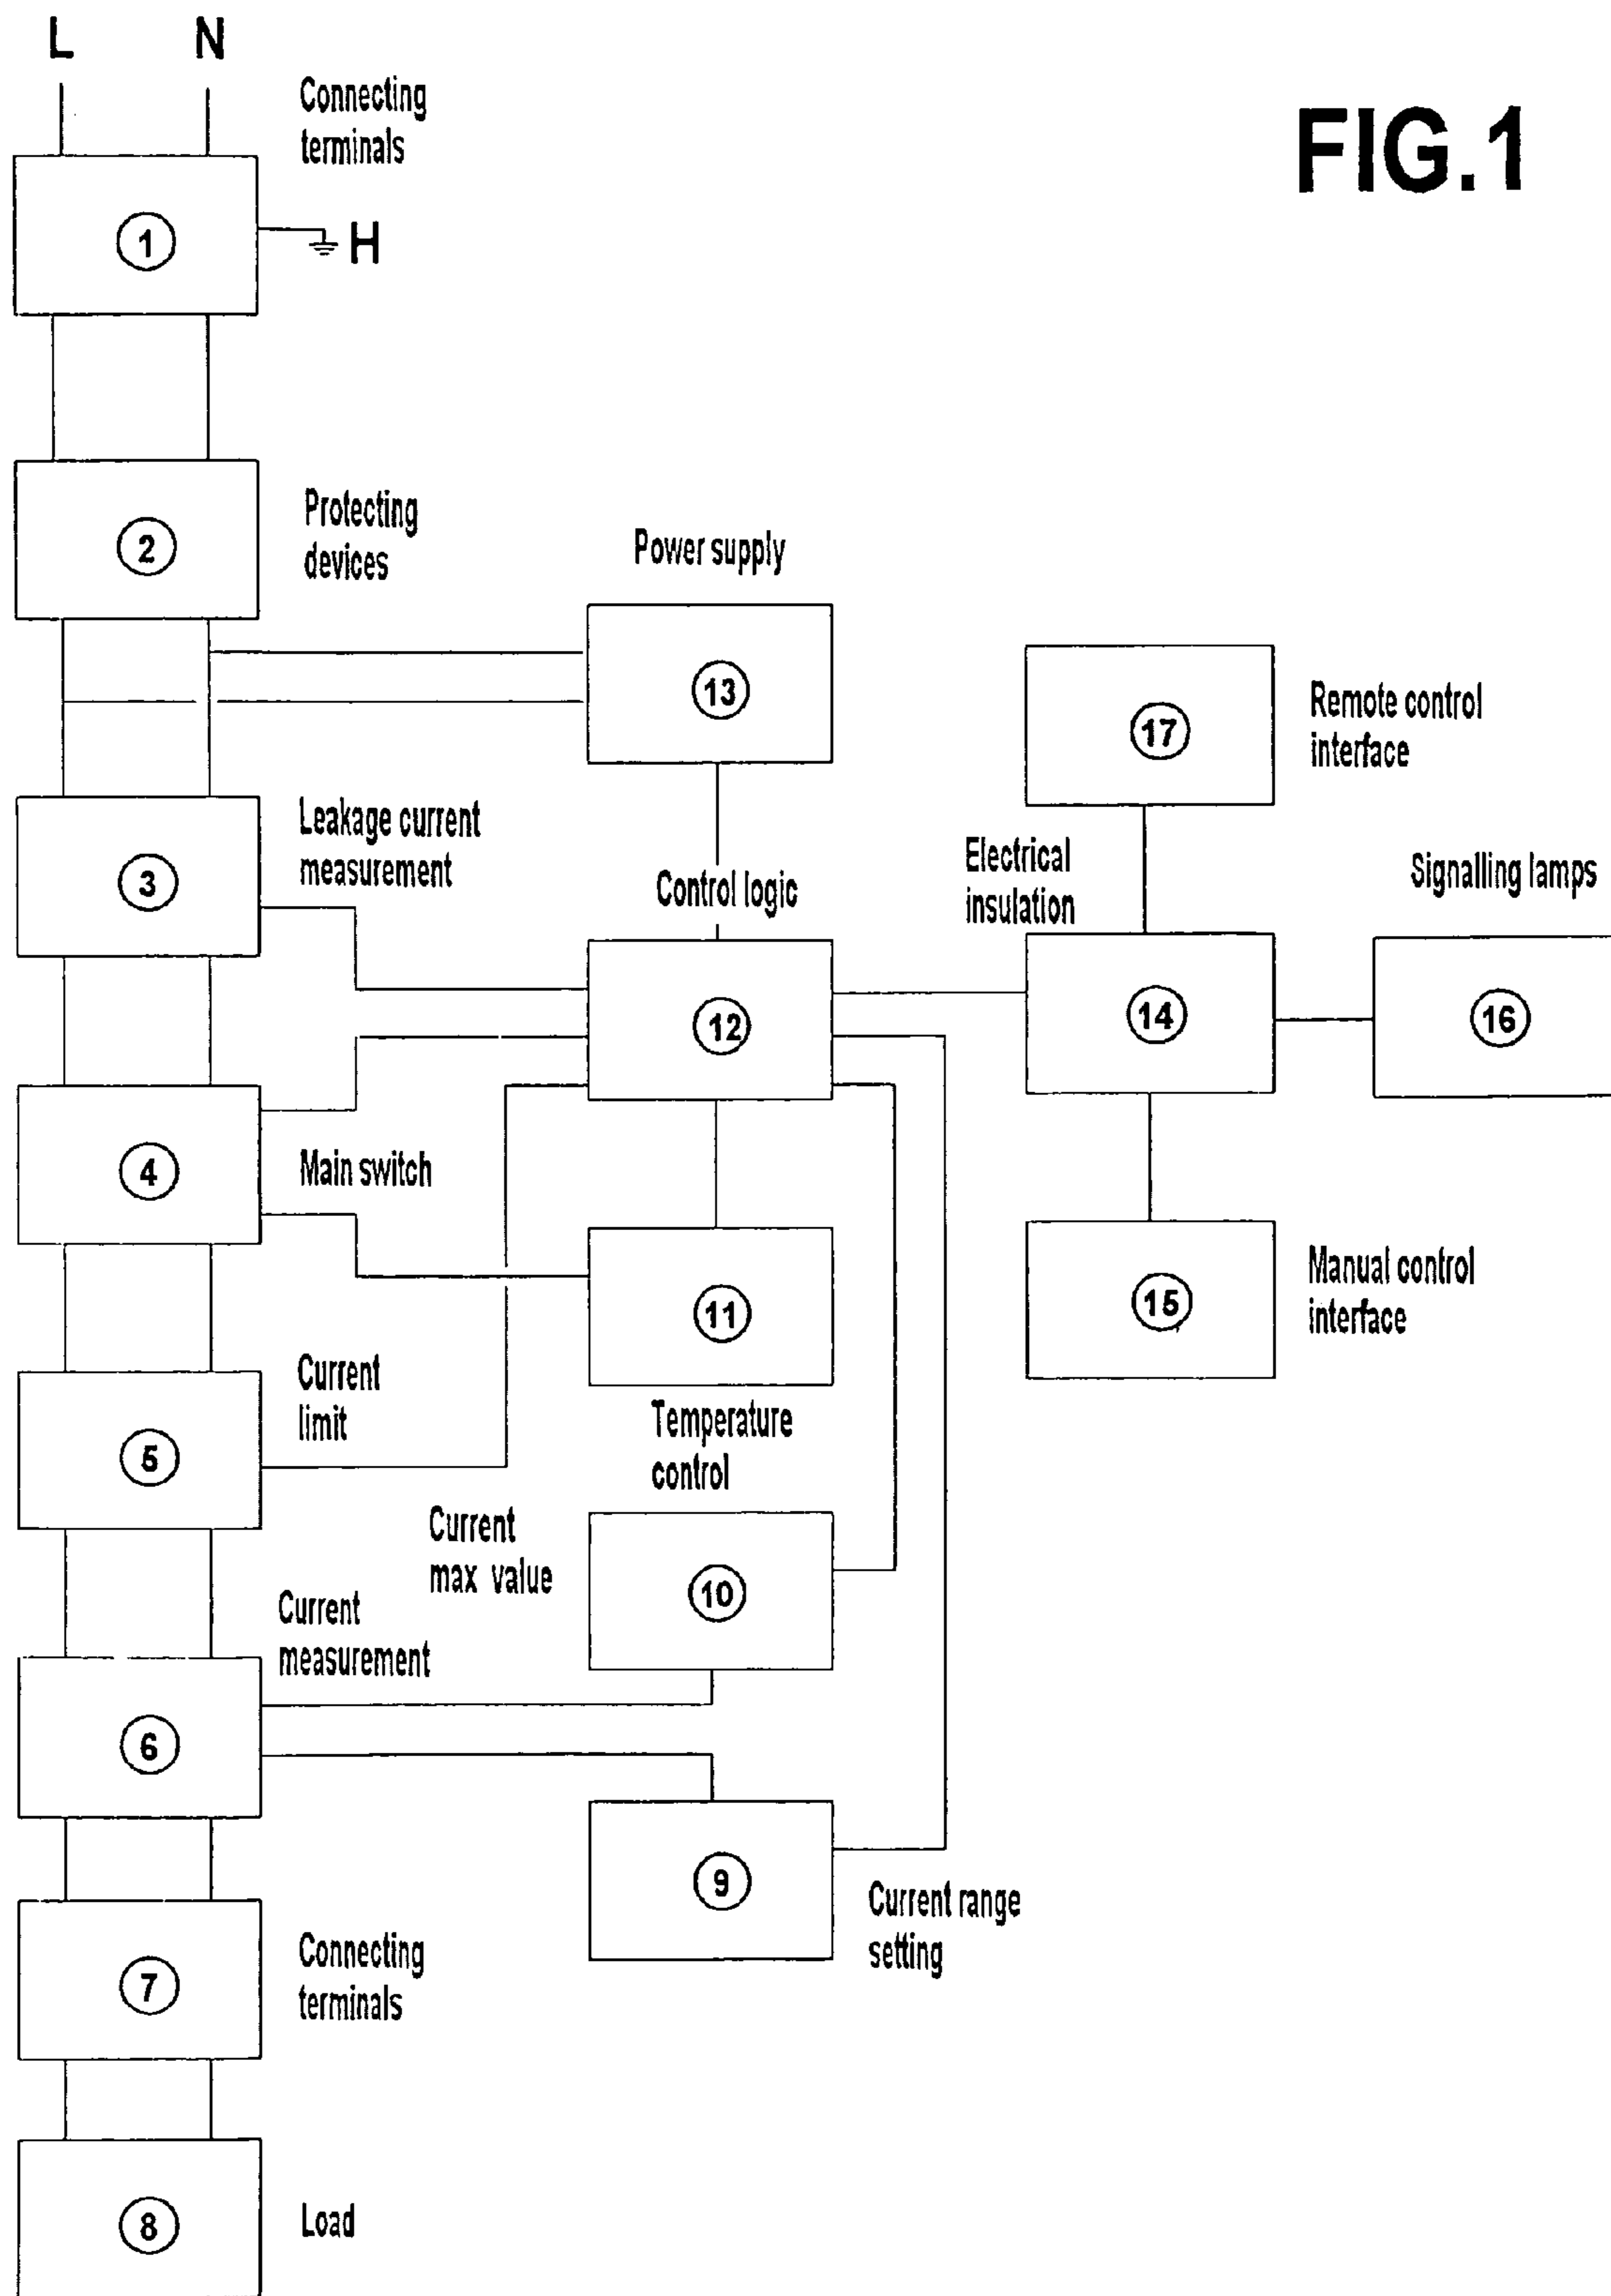 L N
FIG.1
Connecting
terminals
1
H
2
Protecting
devices
Power supply
13
17
Remote control
interface
3
Leakage current
measurement
Control logic
12
Electrical
insulation
14
Signalling lamps
16
4
Main switch
11
Temperature
control
15
Manual control
interface
5
Current
limit
Current
max value
10
Current
measurement
6
9
Current range
setting
7
Connecting
terminals
8
Load